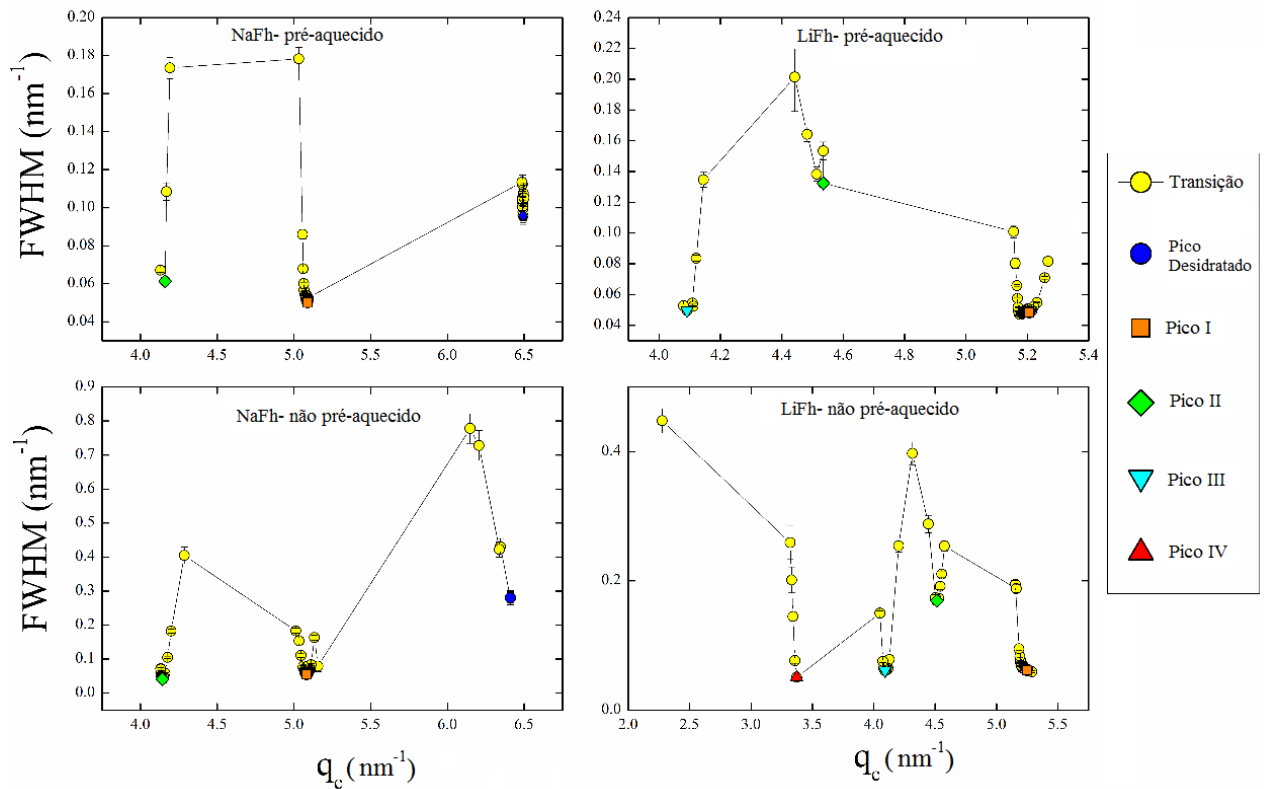 NaFh- pré-aquecido
FWHM (nm⁻¹)
0.20
0.18
0.16
0.14
0.12
0.10
0.08
0.06
0.04
4.0 4.5 5.0 5.5 6.0 6.5
LiFh- pré-aquecido
0.24
0.22
0.20
0.18
0.16
0.14
0.12
0.10
0.08
0.06
0.04
4.0 4.2 4.4 4.6 4.8 5.0 5.2 5.4
NaFh- não pré-aquecido
FWHM (nm⁻¹)
0.9
0.8
0.7
0.6
0.5
0.4
0.3
0.2
0.1
0.0
4.0 4.5 5.0 5.5 6.0 6.5
q_c (nm⁻¹)
LiFh- não pré-aquecido
0.4
0.2
0.0
2.0 2.5 3.0 3.5 4.0 4.5 5.0
q_c (nm⁻¹)
Transição
Pico
Desidratado
Pico I
Pico II
Pico III
Pico IV